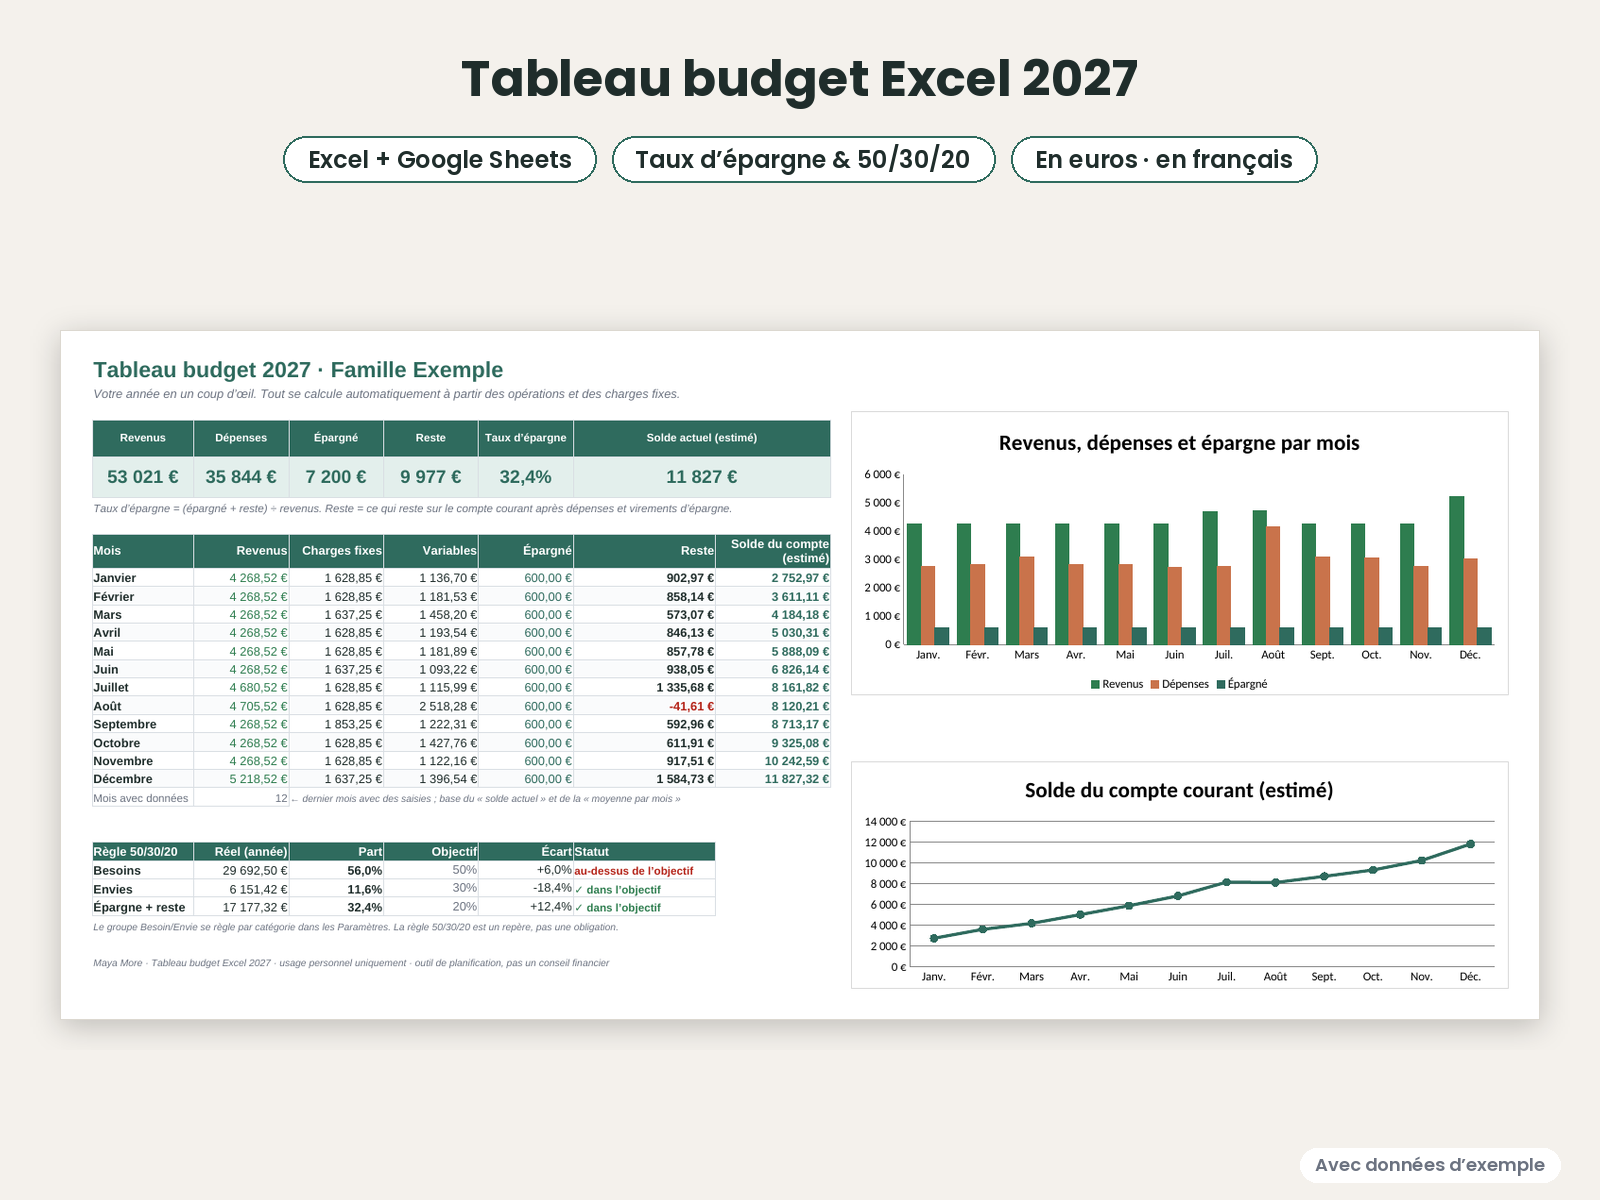 Tableau budget Excel 2027
Excel + Google Sheets
Taux d’épargne & 50/30/20
En euros · en français
Tableau budget 2027 · Famille Exemple
Votre année en un coup d’œil. Tout se calcule automatiquement à partir des opérations et des charges fixes.
Revenus Dépenses Épargné Reste Taux d’épargne Solde actuel (estimé)
53 021 € 35 844 € 7 200 € 9 977 € 32,4% 11 827 €
Taux d’épargne = (épargné + reste) ÷ revenus. Reste = ce qui reste sur le compte courant après dépenses et virements d’épargne.
Mois Revenus Charges fixes Variables Épargné Reste Solde du compte (estimé)
Janvier 4 268,52 € 1 628,85 € 1 136,70 € 600,00 € 902,97 € 2 752,97 €
Février 4 268,52 € 1 628,85 € 1 181,53 € 600,00 € 858,14 € 3 611,11 €
Mars 4 268,52 € 1 637,25 € 1 458,20 € 600,00 € 573,07 € 4 184,18 €
Avril 4 268,52 € 1 628,85 € 1 193,54 € 600,00 € 846,13 € 5 030,31 €
Mai 4 268,52 € 1 628,85 € 1 181,89 € 600,00 € 857,78 € 5 888,09 €
Juin 4 268,52 € 1 637,25 € 1 093,22 € 600,00 € 938,05 € 6 826,14 €
Juillet 4 680,52 € 1 628,85 € 1 115,99 € 600,00 € 1 335,68 € 8 161,82 €
Août 4 705,52 € 1 628,85 € 2 518,28 € 600,00 € -41,61 € 8 120,21 €
Septembre 4 268,52 € 1 853,25 € 1 222,31 € 600,00 € 592,96 € 8 713,17 €
Octobre 4 268,52 € 1 628,85 € 1 427,76 € 600,00 € 611,91 € 9 325,08 €
Novembre 4 268,52 € 1 628,85 € 1 122,16 € 600,00 € 917,51 € 10 242,59 €
Décembre 5 218,52 € 1 637,25 € 1 396,54 € 600,00 € 1 584,73 € 11 827,32 €
Mois avec données 12 ← dernier mois avec des saisies ; base du « solde actuel » et de la « moyenne par mois »
Règle 50/30/20 Réel (année) Part Objectif Écart Statut
Besoins 29 692,50 € 56,0% 50% +6,0% au-dessus de l’objectif
Envies 6 151,42 € 11,6% 30% -18,4% ✓ dans l’objectif
Épargne + reste 17 177,32 € 32,4% 20% +12,4% ✓ dans l’objectif
Le groupe Besoin/Envie se règle par catégorie dans les Paramètres. La règle 50/30/20 est un repère, pas une obligation.
Maya More · Tableau budget Excel 2027 · usage personnel uniquement · outil de planification, pas un conseil financier
Revenus, dépenses et épargne par mois
6 000 €
5 000 €
4 000 €
3 000 €
2 000 €
1 000 €
0 €
Janv. Févr. Mars Avr. Mai Juin Juil. Août Sept. Oct. Nov. Déc.
Revenus Dépenses Épargné
Solde du compte courant (estimé)
14 000 €
12 000 €
10 000 €
8 000 €
6 000 €
4 000 €
2 000 €
0 €
Janv. Févr. Mars Avr. Mai Juin Juil. Août Sept. Oct. Nov. Déc.
Avec données d’exemple